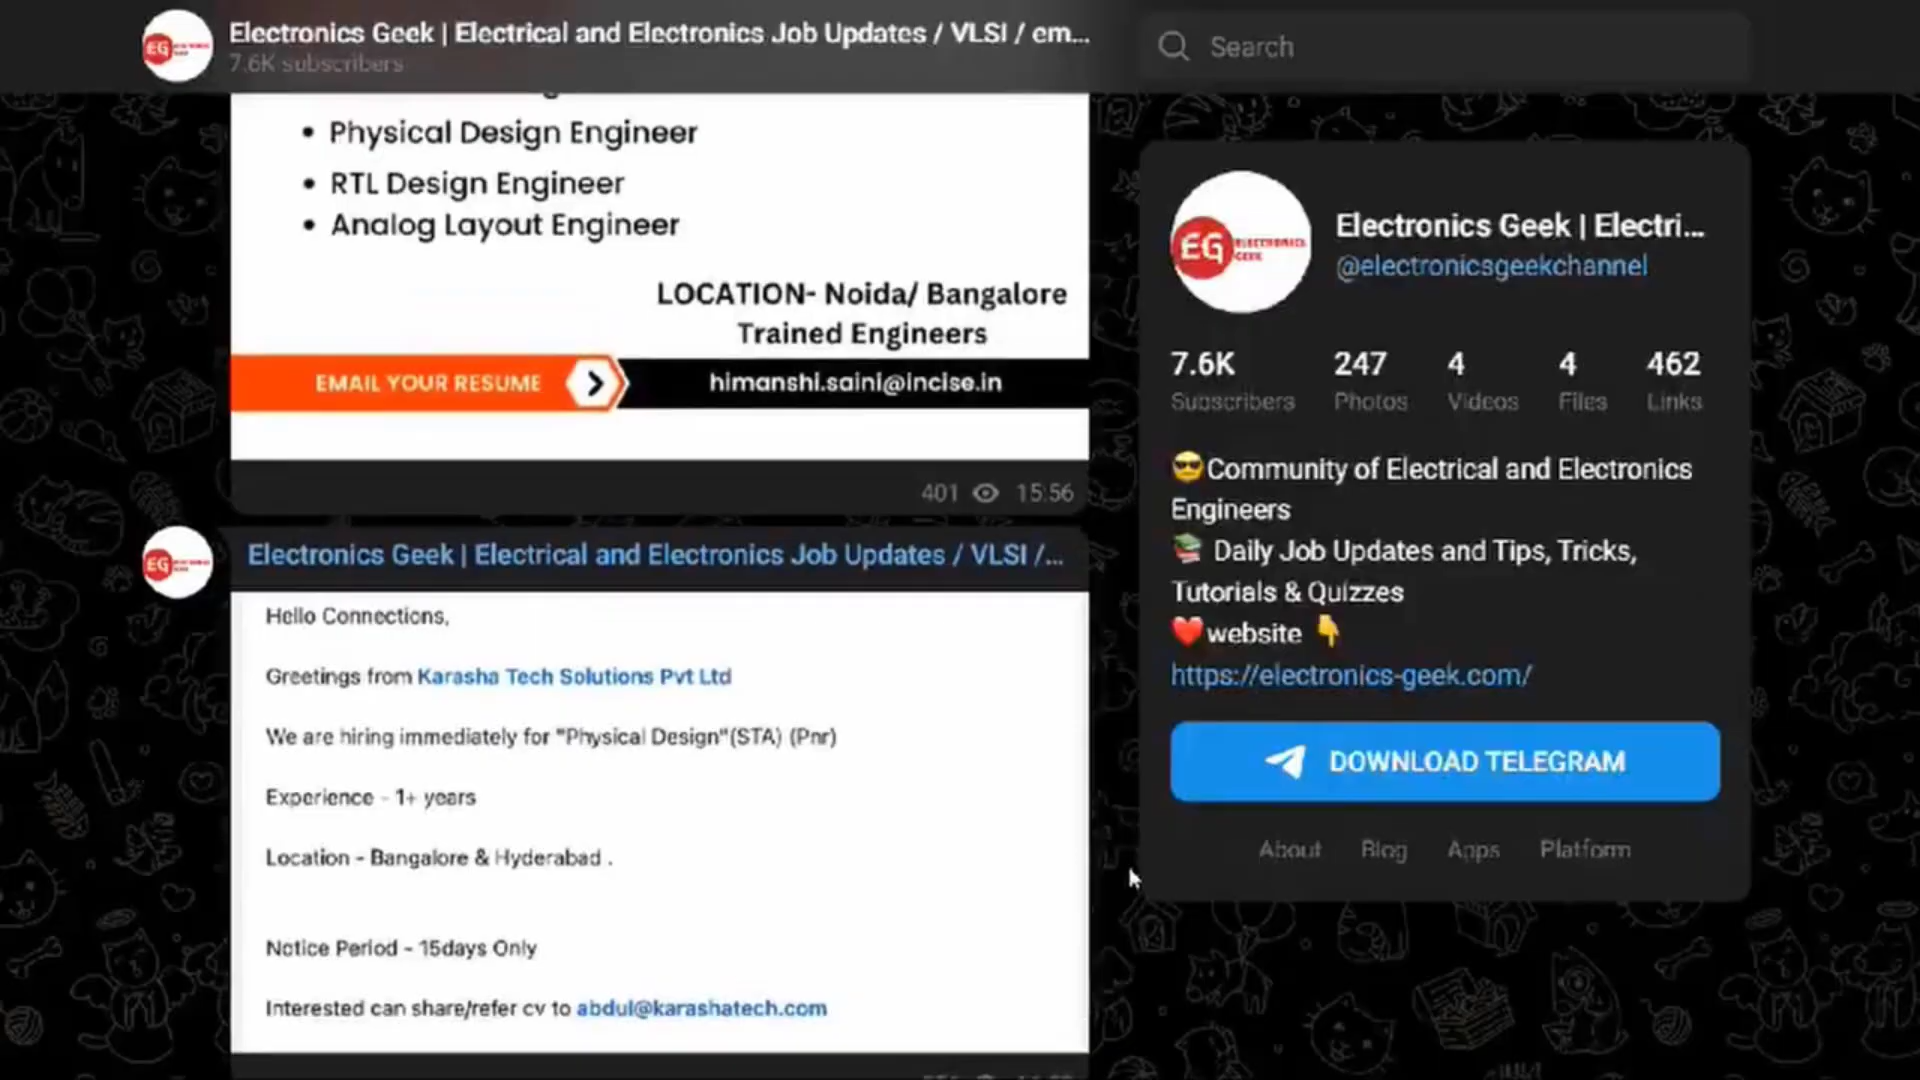 Electronics Geek | Electrical and Electronics Job Updates / VLSI / em...
7.6K subscribers
Search
• Physical Design Engineer
• RTL Design Engineer
• Analog Layout Engineer
LOCATION- Noida/ Bangalore
Trained Engineers
EMAIL YOUR RESUME
himanshi.saini@incise.in
401 15:56
Electronics Geek | Electrical and Electronics Job Updates / VLSI /...
Hello Connections,
Greetings from Karasha Tech Solutions Pvt Ltd
We are hiring immediately for "Physical Design"(STA) (Pnr)
Experience - 1+ years
Location - Bangalore & Hyderabad .
Notice Period - 15days Only
Interested can share/refer cv to abdul@karashatech.com
EG ELECTRONICS
GEEK
Electronics Geek | Electri...
@electronicsgeekchannel
7.6K 247 4 4 462
Subscribers Photos Videos Files Links
😎Community of Electrical and Electronics
Engineers
📚 Daily Job Updates and Tips, Tricks,
Tutorials & Quizzes
❤️website 👇
https://electronics-geek.com/
DOWNLOAD TELEGRAM
About Blog Apps Platform